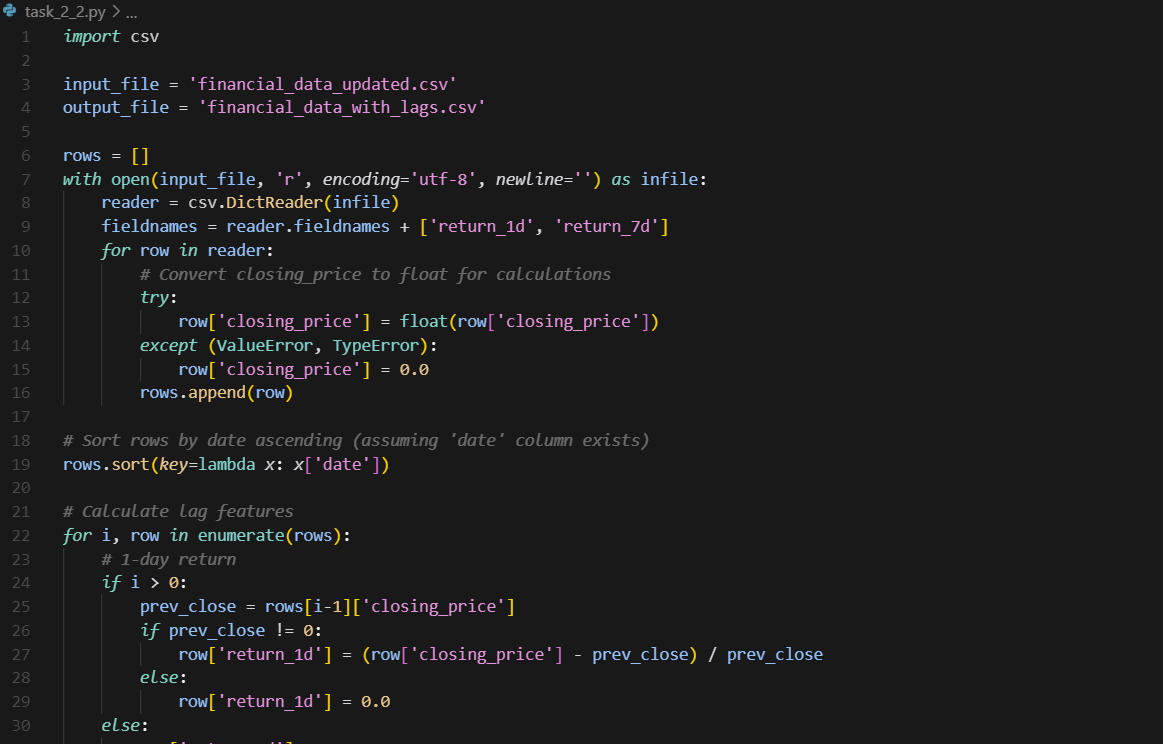 task_2_2.py > ...
1 import csv
2
3 input_file = 'financial_data_updated.csv'
4 output_file = 'financial_data_with_lags.csv'
5
6 rows = []
7 with open(input_file, 'r', encoding='utf-8', newline='') as infile:
8     reader = csv.DictReader(infile)
9     fieldnames = reader.fieldnames + ['return_1d', 'return_7d']
10     for row in reader:
11         # Convert closing_price to float for calculations
12         try:
13             row['closing_price'] = float(row['closing_price'])
14         except (ValueError, TypeError):
15             row['closing_price'] = 0.0
16         rows.append(row)
17
18 # Sort rows by date ascending (assuming 'date' column exists)
19 rows.sort(key=lambda x: x['date'])
20
21 # Calculate lag features
22 for i, row in enumerate(rows):
23     # 1-day return
24     if i > 0:
25         prev_close = rows[i-1]['closing_price']
26         if prev_close != 0:
27             row['return_1d'] = (row['closing_price'] - prev_close) / prev_close
28         else:
29             row['return_1d'] = 0.0
30     else: